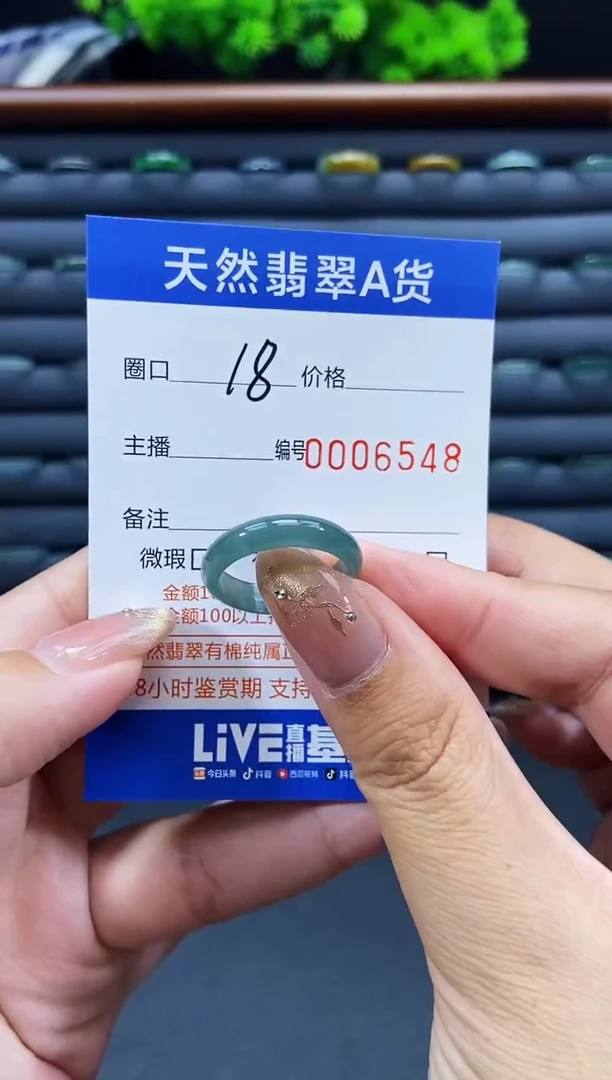 天然翡翠A货
圈口 18 价格
主播 编号0006548
备注
微瑕
金额1
金额100以上
然翡翠有棉纯属正
8小时鉴赏期 支持
LiVE直播基
今日头条 抖音 西瓜视频 抖音